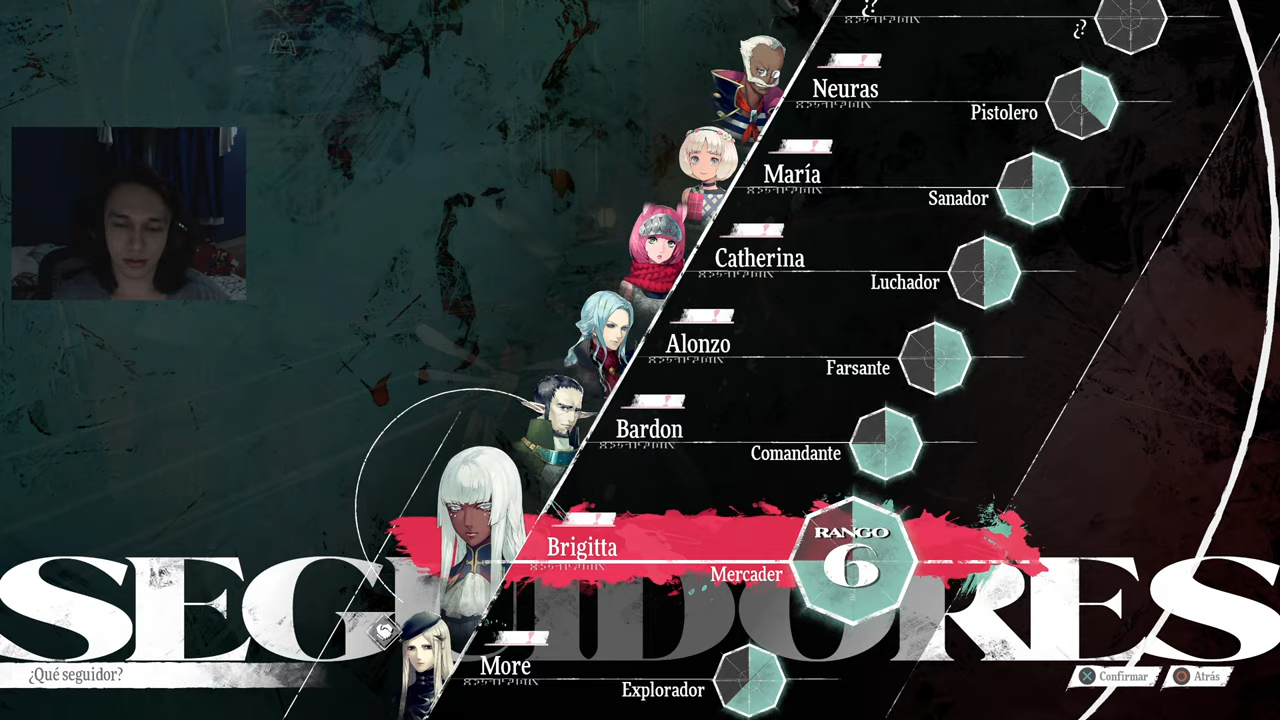 ¿?
¿?
Neuras
Pistolero
María
Sanador
Catherina
Luchador
Alonzo
Farsante
Bardon
Comandante
RANGO
6
Brigitta
Mercader
SEGUIDORES
More
Explorador
¿Qué seguidor?
Confirmar
Atrás